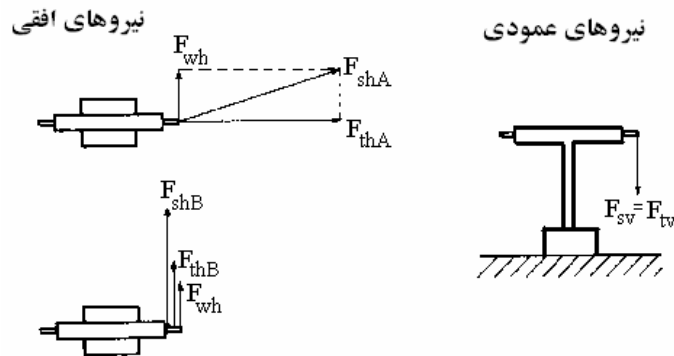 نیروهای عمودی
نیروهای افقی
F_wh
F_shA
F_thA
F_shB
F_thB
F_wh
F_sv = F_tv